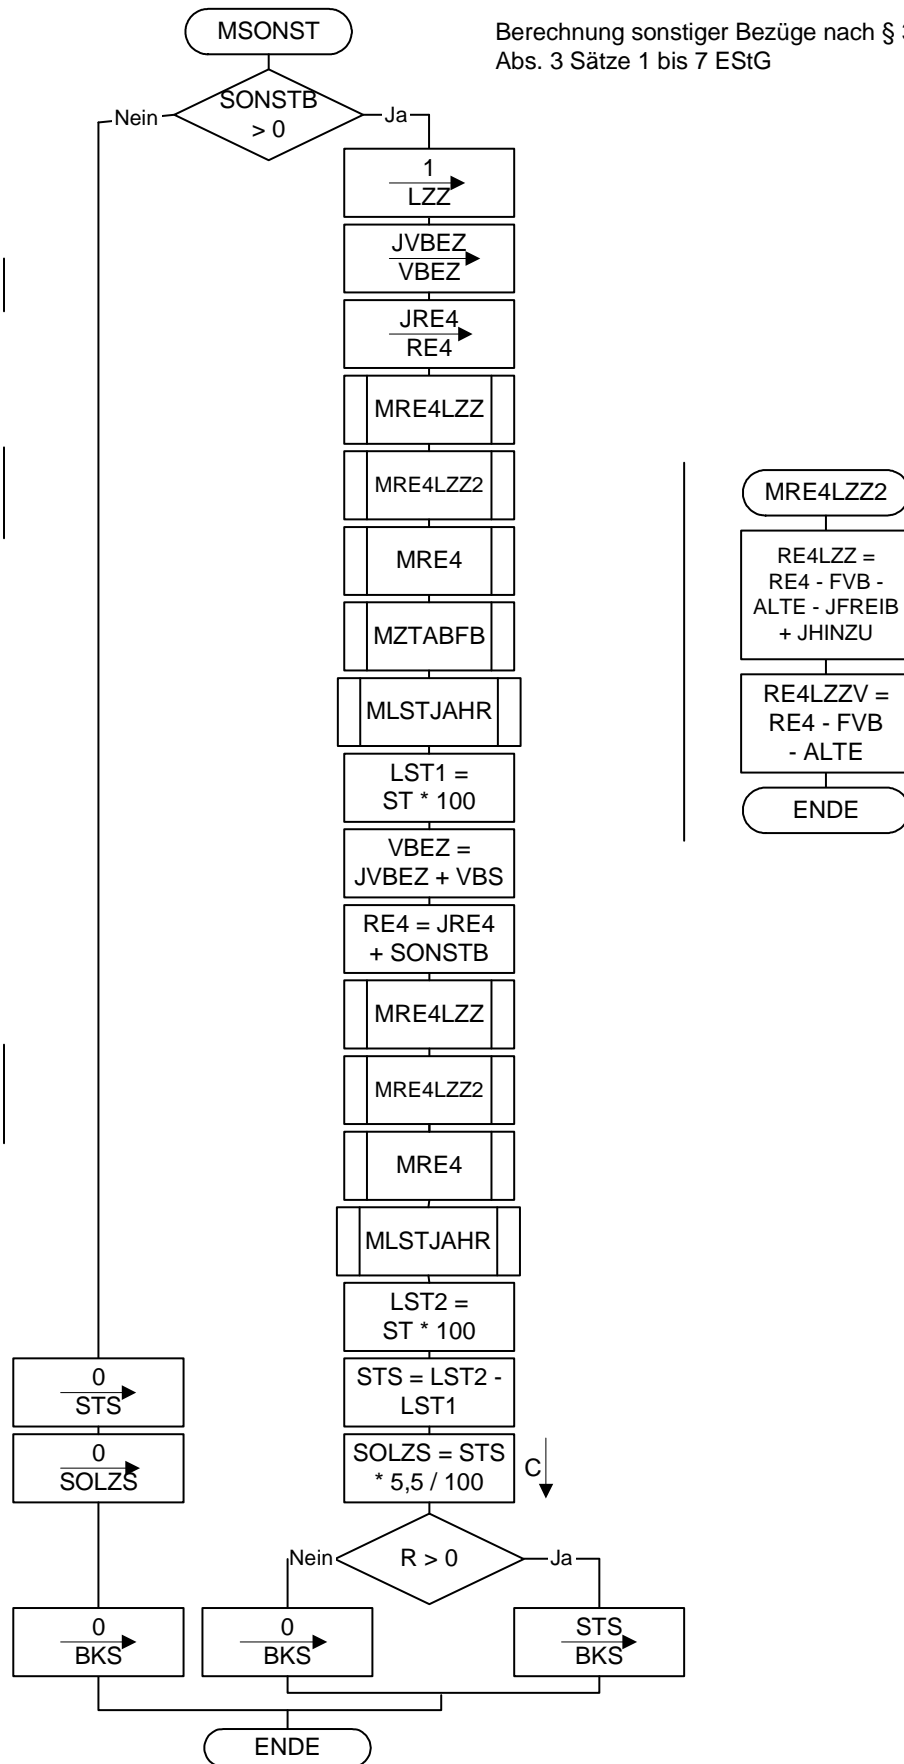 MSONST
Berechnung sonstiger Bezüge nach §
Abs. 3 Sätze 1 bis 7 EStG
SONSTB
> 0
Nein
Ja
1
LZZ
JVBEZ
VBEZ
JRE4
RE4
MRE4LZZ
MRE4LZZ2
MRE4
MZTABFB
MLSTJAHR
LST1 =
ST * 100
VBEZ =
JVBEZ + VBS
RE4 = JRE4
+ SONSTB
MRE4LZZ
MRE4LZZ2
MRE4
MLSTJAHR
LST2 =
ST * 100
STS = LST2 -
LST1
SOLZS = STS
* 5,5 / 100
C
R > 0
Nein
Ja
0
STS
0
SOLZS
0
BKS
0
BKS
STS
BKS
ENDE
MRE4LZZ2
RE4LZZ =
RE4 - FVB -
ALTE - JFREIB
+ JHINZU
RE4LZZV =
RE4 - FVB
- ALTE
ENDE